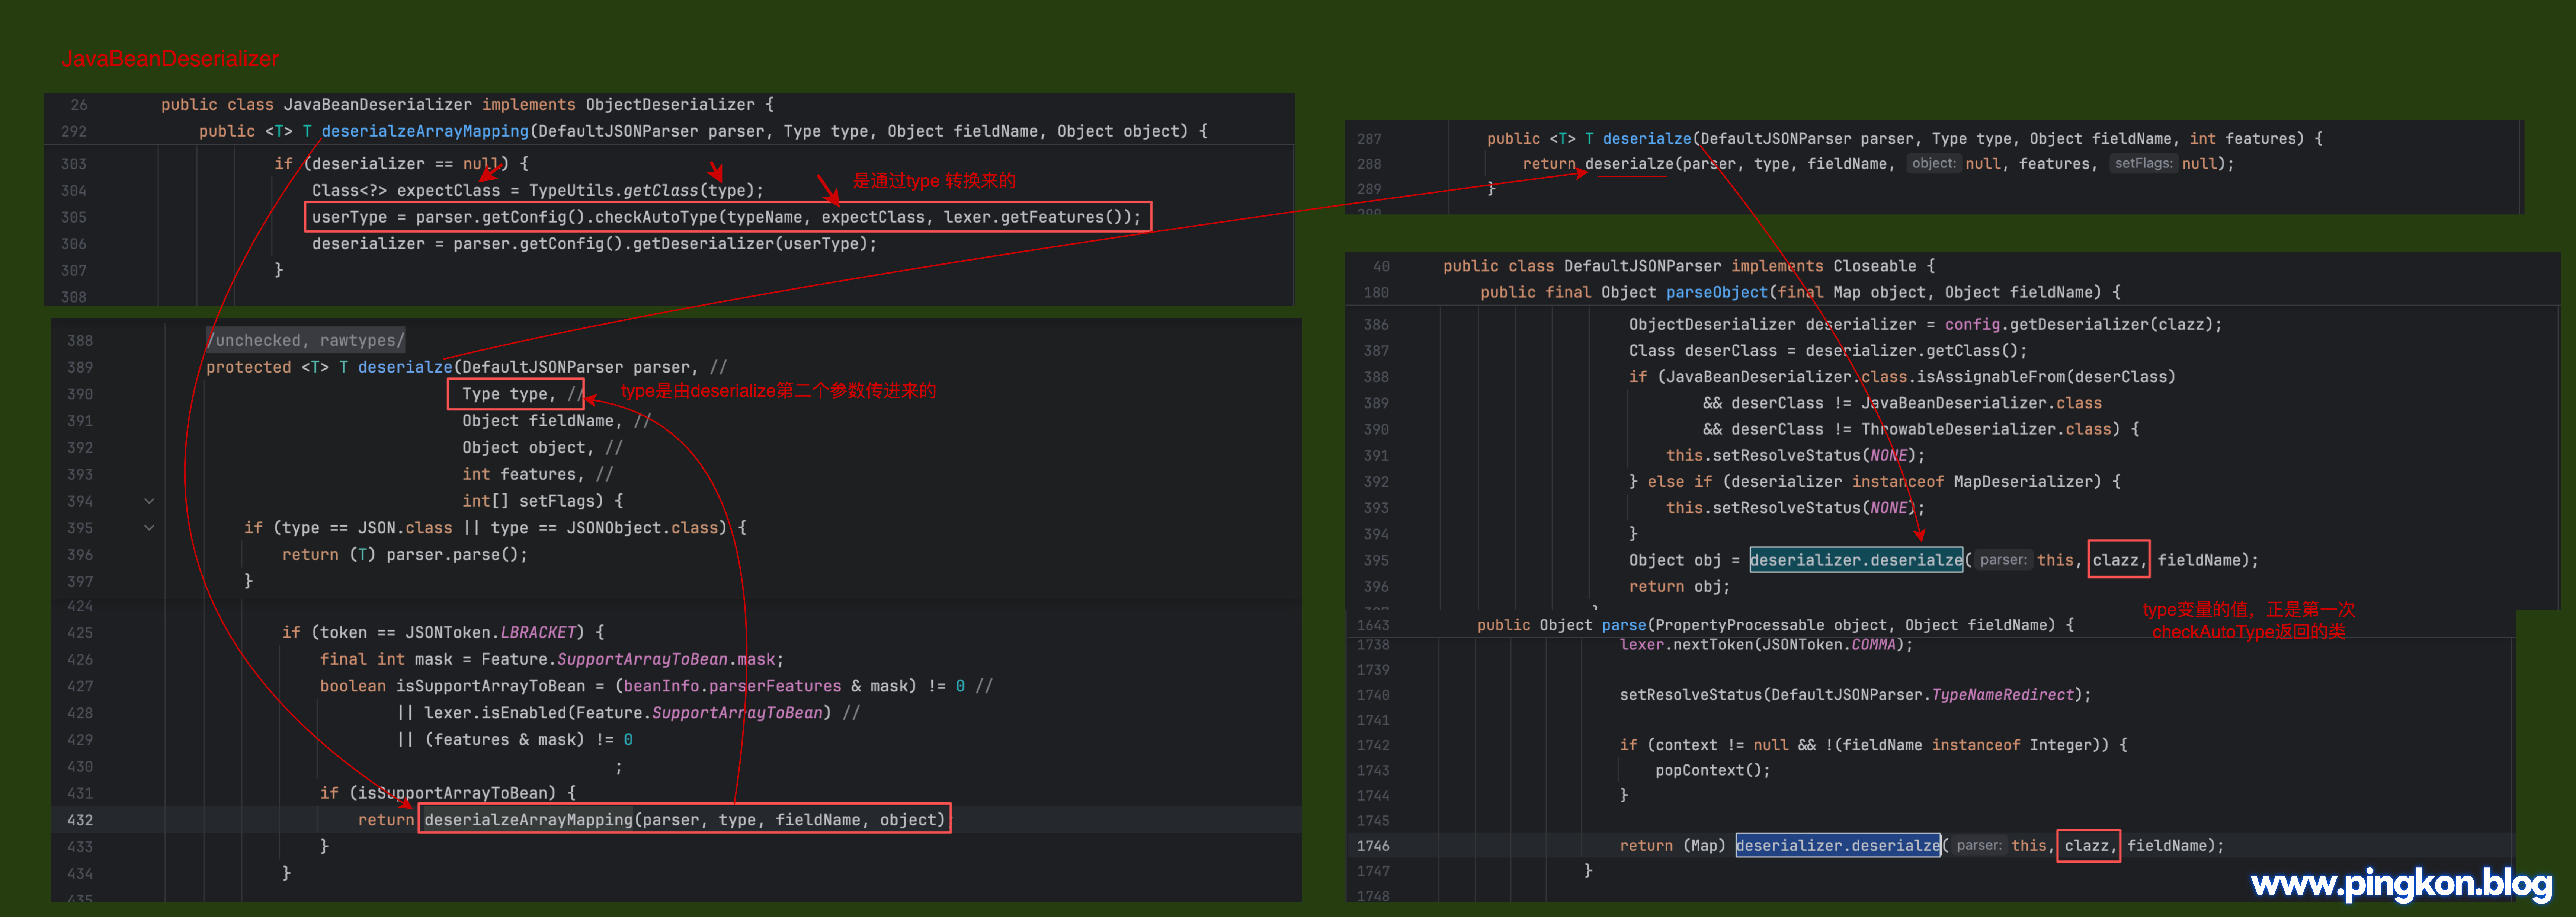 JavaBeanDeserializer
26 public class JavaBeanDeserializer implements ObjectDeserializer {
292 public <T> T deserialzeArrayMapping(DefaultJSONParser parser, Type type, Object fieldName, Object object) {
303 if (deserializer == null) {
304 Class<?> expectClass = TypeUtils.getClass(type);
是通过type 转换来的
305 userType = parser.getConfig().checkAutoType(typeName, expectClass, lexer.getFeatures());
306 deserializer = parser.getConfig().getDeserializer(userType);
307 }
308
388 /unchecked, rawtypes/
389 protected <T> T deserialze(DefaultJSONParser parser, //
390 Type type, //
type是由deserialize第二个参数传进来的
391 Object fieldName, //
392 Object object, //
393 int features, //
394 int[] setFlags) {
395 if (type == JSON.class || type == JSONObject.class) {
396 return (T) parser.parse();
397 }
424
425 if (token == JSONToken.LBRACKET) {
426 final int mask = Feature.SupportArrayToBean.mask;
427 boolean isSupportArrayToBean = (beanInfo.parserFeatures & mask) != 0 //
428 || lexer.isEnabled(Feature.SupportArrayToBean) //
429 || (features & mask) != 0
430 ;
431 if (isSupportArrayToBean) {
432 return deserialzeArrayMapping(parser, type, fieldName, object)
433 }
434 }
435
287 public <T> T deserialze(DefaultJSONParser parser, Type type, Object fieldName, int features) {
288 return deserialze(parser, type, fieldName, object: null, features, setFlags: null);
289 }
40 public class DefaultJSONParser implements Closeable {
180 public final Object parseObject(final Map object, Object fieldName) {
386 ObjectDeserializer deserializer = config.getDeserializer(clazz);
387 Class deserClass = deserializer.getClass();
388 if (JavaBeanDeserializer.class.isAssignableFrom(deserClass)
389 && deserClass != JavaBeanDeserializer.class
390 && deserClass != ThrowableDeserializer.class) {
391 this.setResolveStatus(NONE);
392 } else if (deserializer instanceof MapDeserializer) {
393 this.setResolveStatus(NONE);
394 }
395 Object obj = deserializer.deserialze( parser: this, clazz, fieldName);
396 return obj;
type变量的值，正是第一次
checkAutoType返回的类
1643 public Object parse(PropertyProcessable object, Object fieldName) {
1738 lexer.nextToken(JSONToken.COMMA);
1739
1740 setResolveStatus(DefaultJSONParser.TypeNameRedirect);
1741
1742 if (context != null && !(fieldName instanceof Integer)) {
1743 popContext();
1744 }
1745
1746 return (Map) deserializer.deserialze( parser: this, clazz, fieldName);
1747 }
1748
www.pingkon.blog